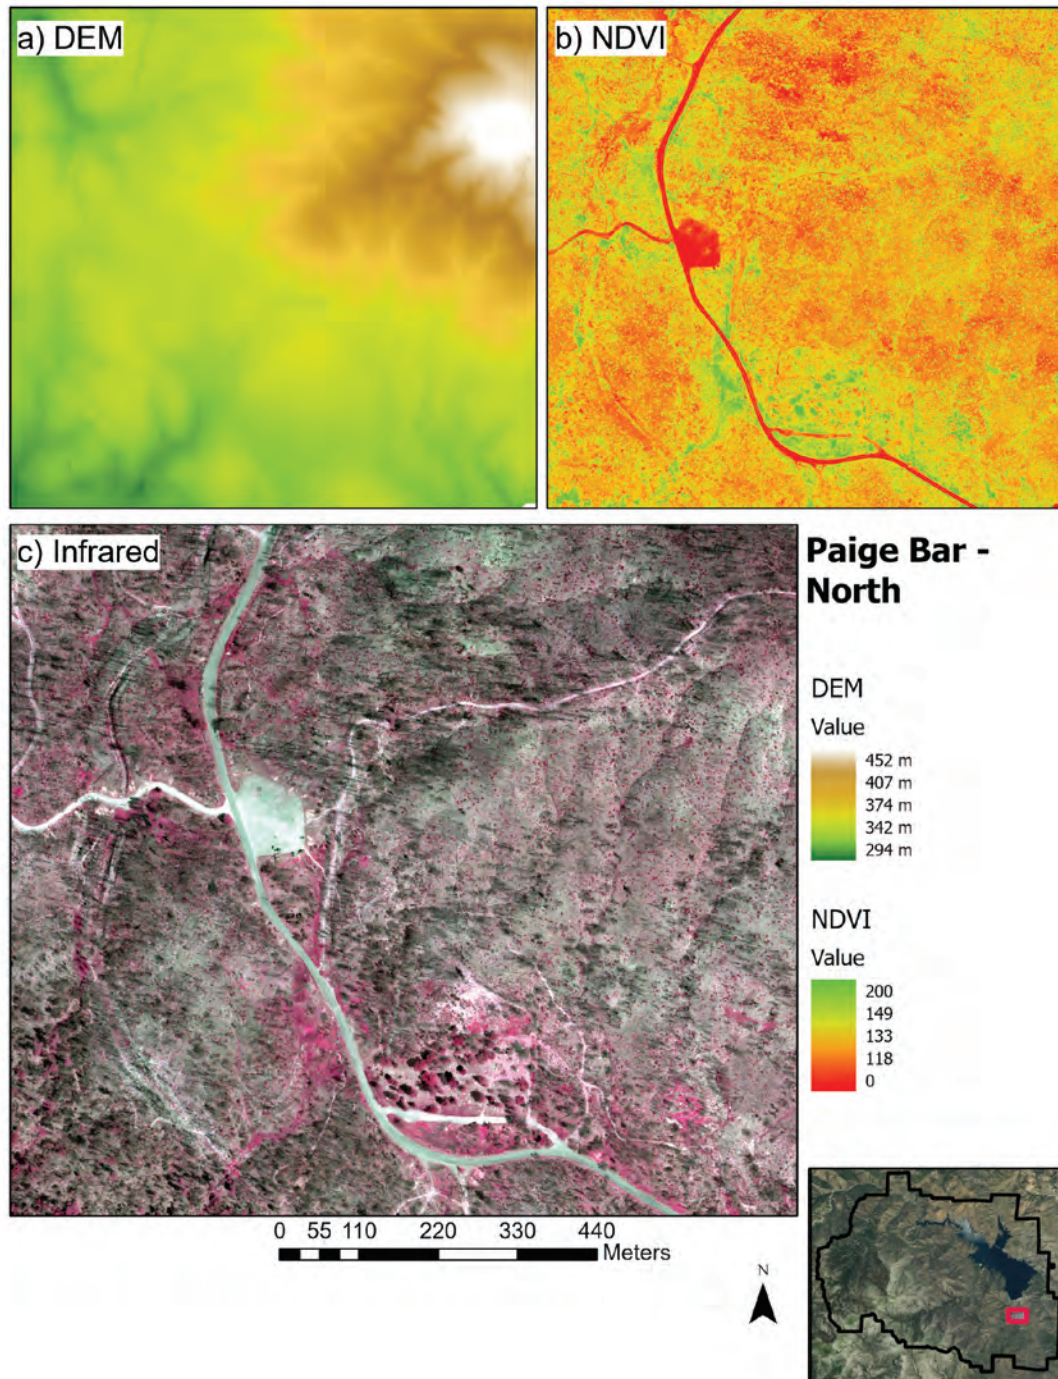 a) DEM
b) NDVI
c) Infrared
Paige Bar -
North
DEM
Value
452 m
407 m
374 m
342 m
294 m
NDVI
Value
200
149
133
118
0
0 55 110 220 330 440
Meters
N